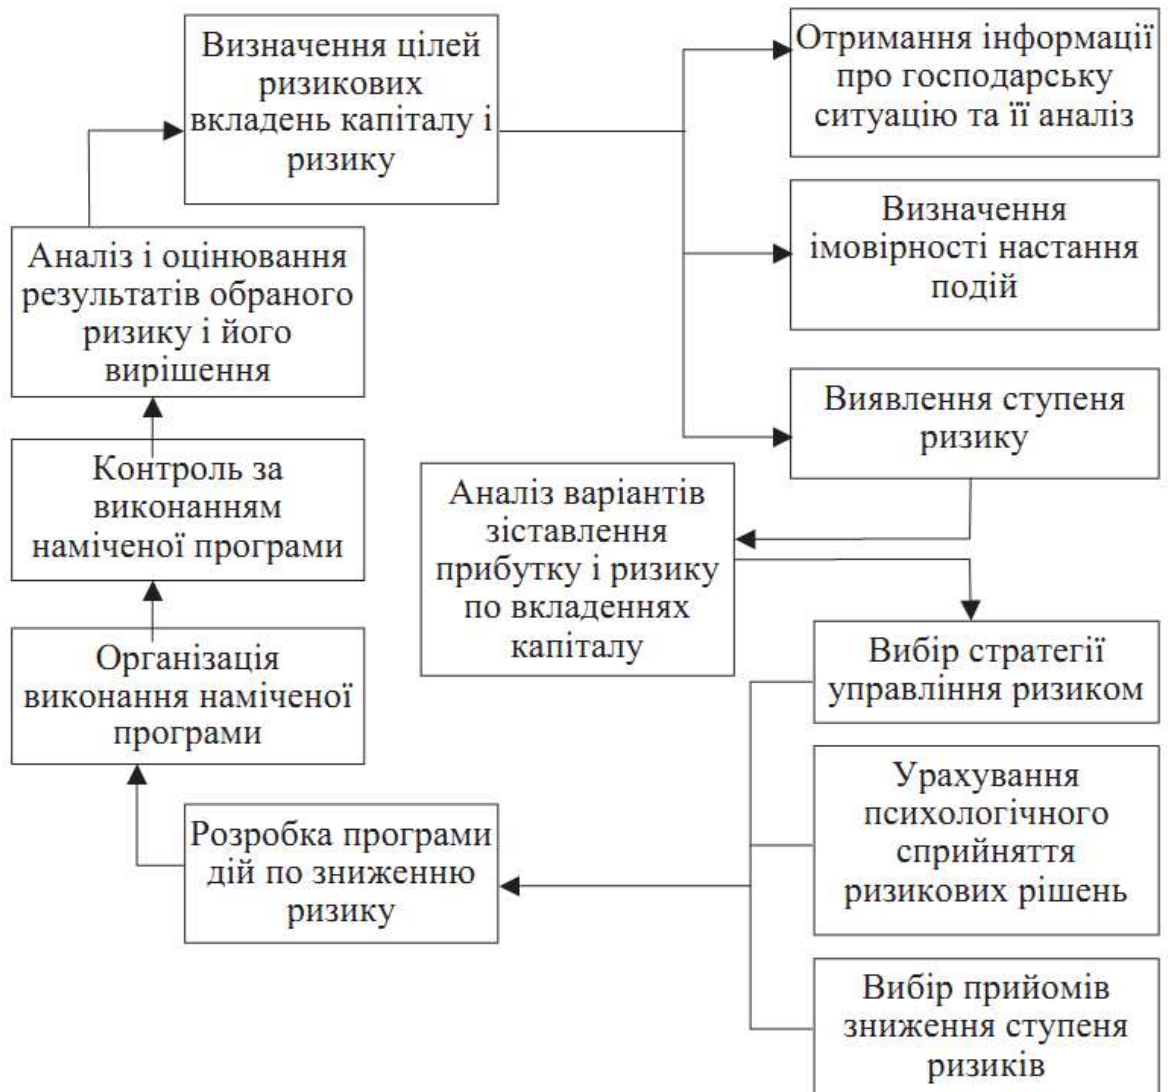 Визначення цілей
ризикових
вкладень капіталу і
ризику
Отримання інформації
про господарську
ситуацію та її аналіз
Визначення
імовірності настання
подій
Виявлення ступеня
ризику
Аналіз варіантів
зіставлення
прибутку і ризику
по вкладеннях
капіталу
Вибір стратегії
управління ризиком
Урахування
психологічного
сприйняття
ризикових рішень
Вибір прийомів
зниження ступеня
ризиків
Розробка програми
дій по зниженню
ризику
Організація
виконання наміченої
програми
Контроль за
виконанням
наміченої програми
Аналіз і оцінювання
результатів обраного
ризику і його
вирішення